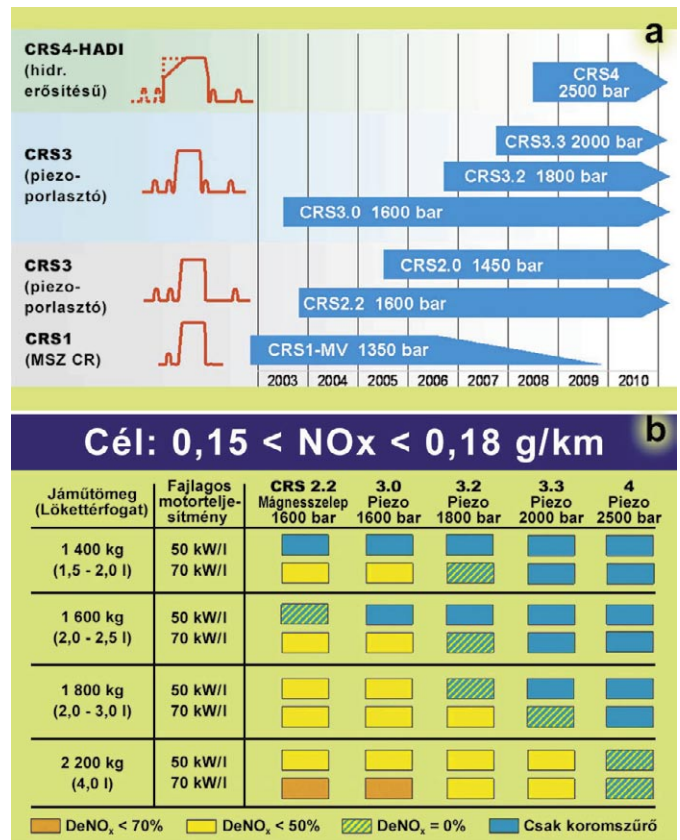 a
CRS4-HADI
(hidr.
erősitésű)
CRS4
2500 bar
CRS3
(piezo-
porlasztó)
CRS3.3 2000 bar
CRS3.2 1800 bar
CRS3.0 1600 bar
CRS3
(piezo-
porlasztó)
CRS2.0 1450 bar
CRS2.2 1600 bar
CRS1
(MSZ CR)
CRS1-MV 1350 bar
2003 2004 2005 2006 2007 2008 2009 2010
b
Cél: 0,15 < NOx < 0,18 g/km
Jáműtömeg
(Lökettérfogat)
Fajlagos
motortelje-
sítmény
CRS 2.2
Mágnesszelep
1600 bar
3.0
Piezo
1600 bar
3.2
Piezo
1800 bar
3.3
Piezo
2000 bar
4
Piezo
2500 bar
1 400 kg
(1,5 - 2,0 l)
50 kW/l
70 kW/l
1 600 kg
(2,0 - 2,5 l)
50 kW/l
70 kW/l
1 800 kg
(2,0 - 3,0 l)
50 kW/l
70 kW/l
2 200 kg
(4,0 l)
50 kW/l
70 kW/l
DeNOx < 70%
DeNOx < 50%
DeNOx = 0%
Csak koromszűrő